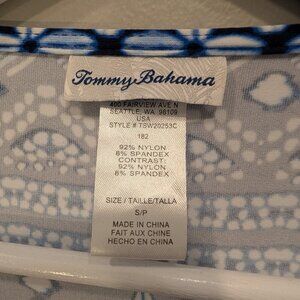 Tommy Bahama
400 FAIRVIEW AVE N
SEATTLE, WA 98109
USA
STYLE # TSW20253C
182
92% NYLON
8% SPANDEX
CONTRAST:
92% NYLON
8% SPANDEX
SIZE / TAILLE/TALLA
S/P
MADE IN CHINA
FAIT AUX CHINE
HECHO EN CHINA